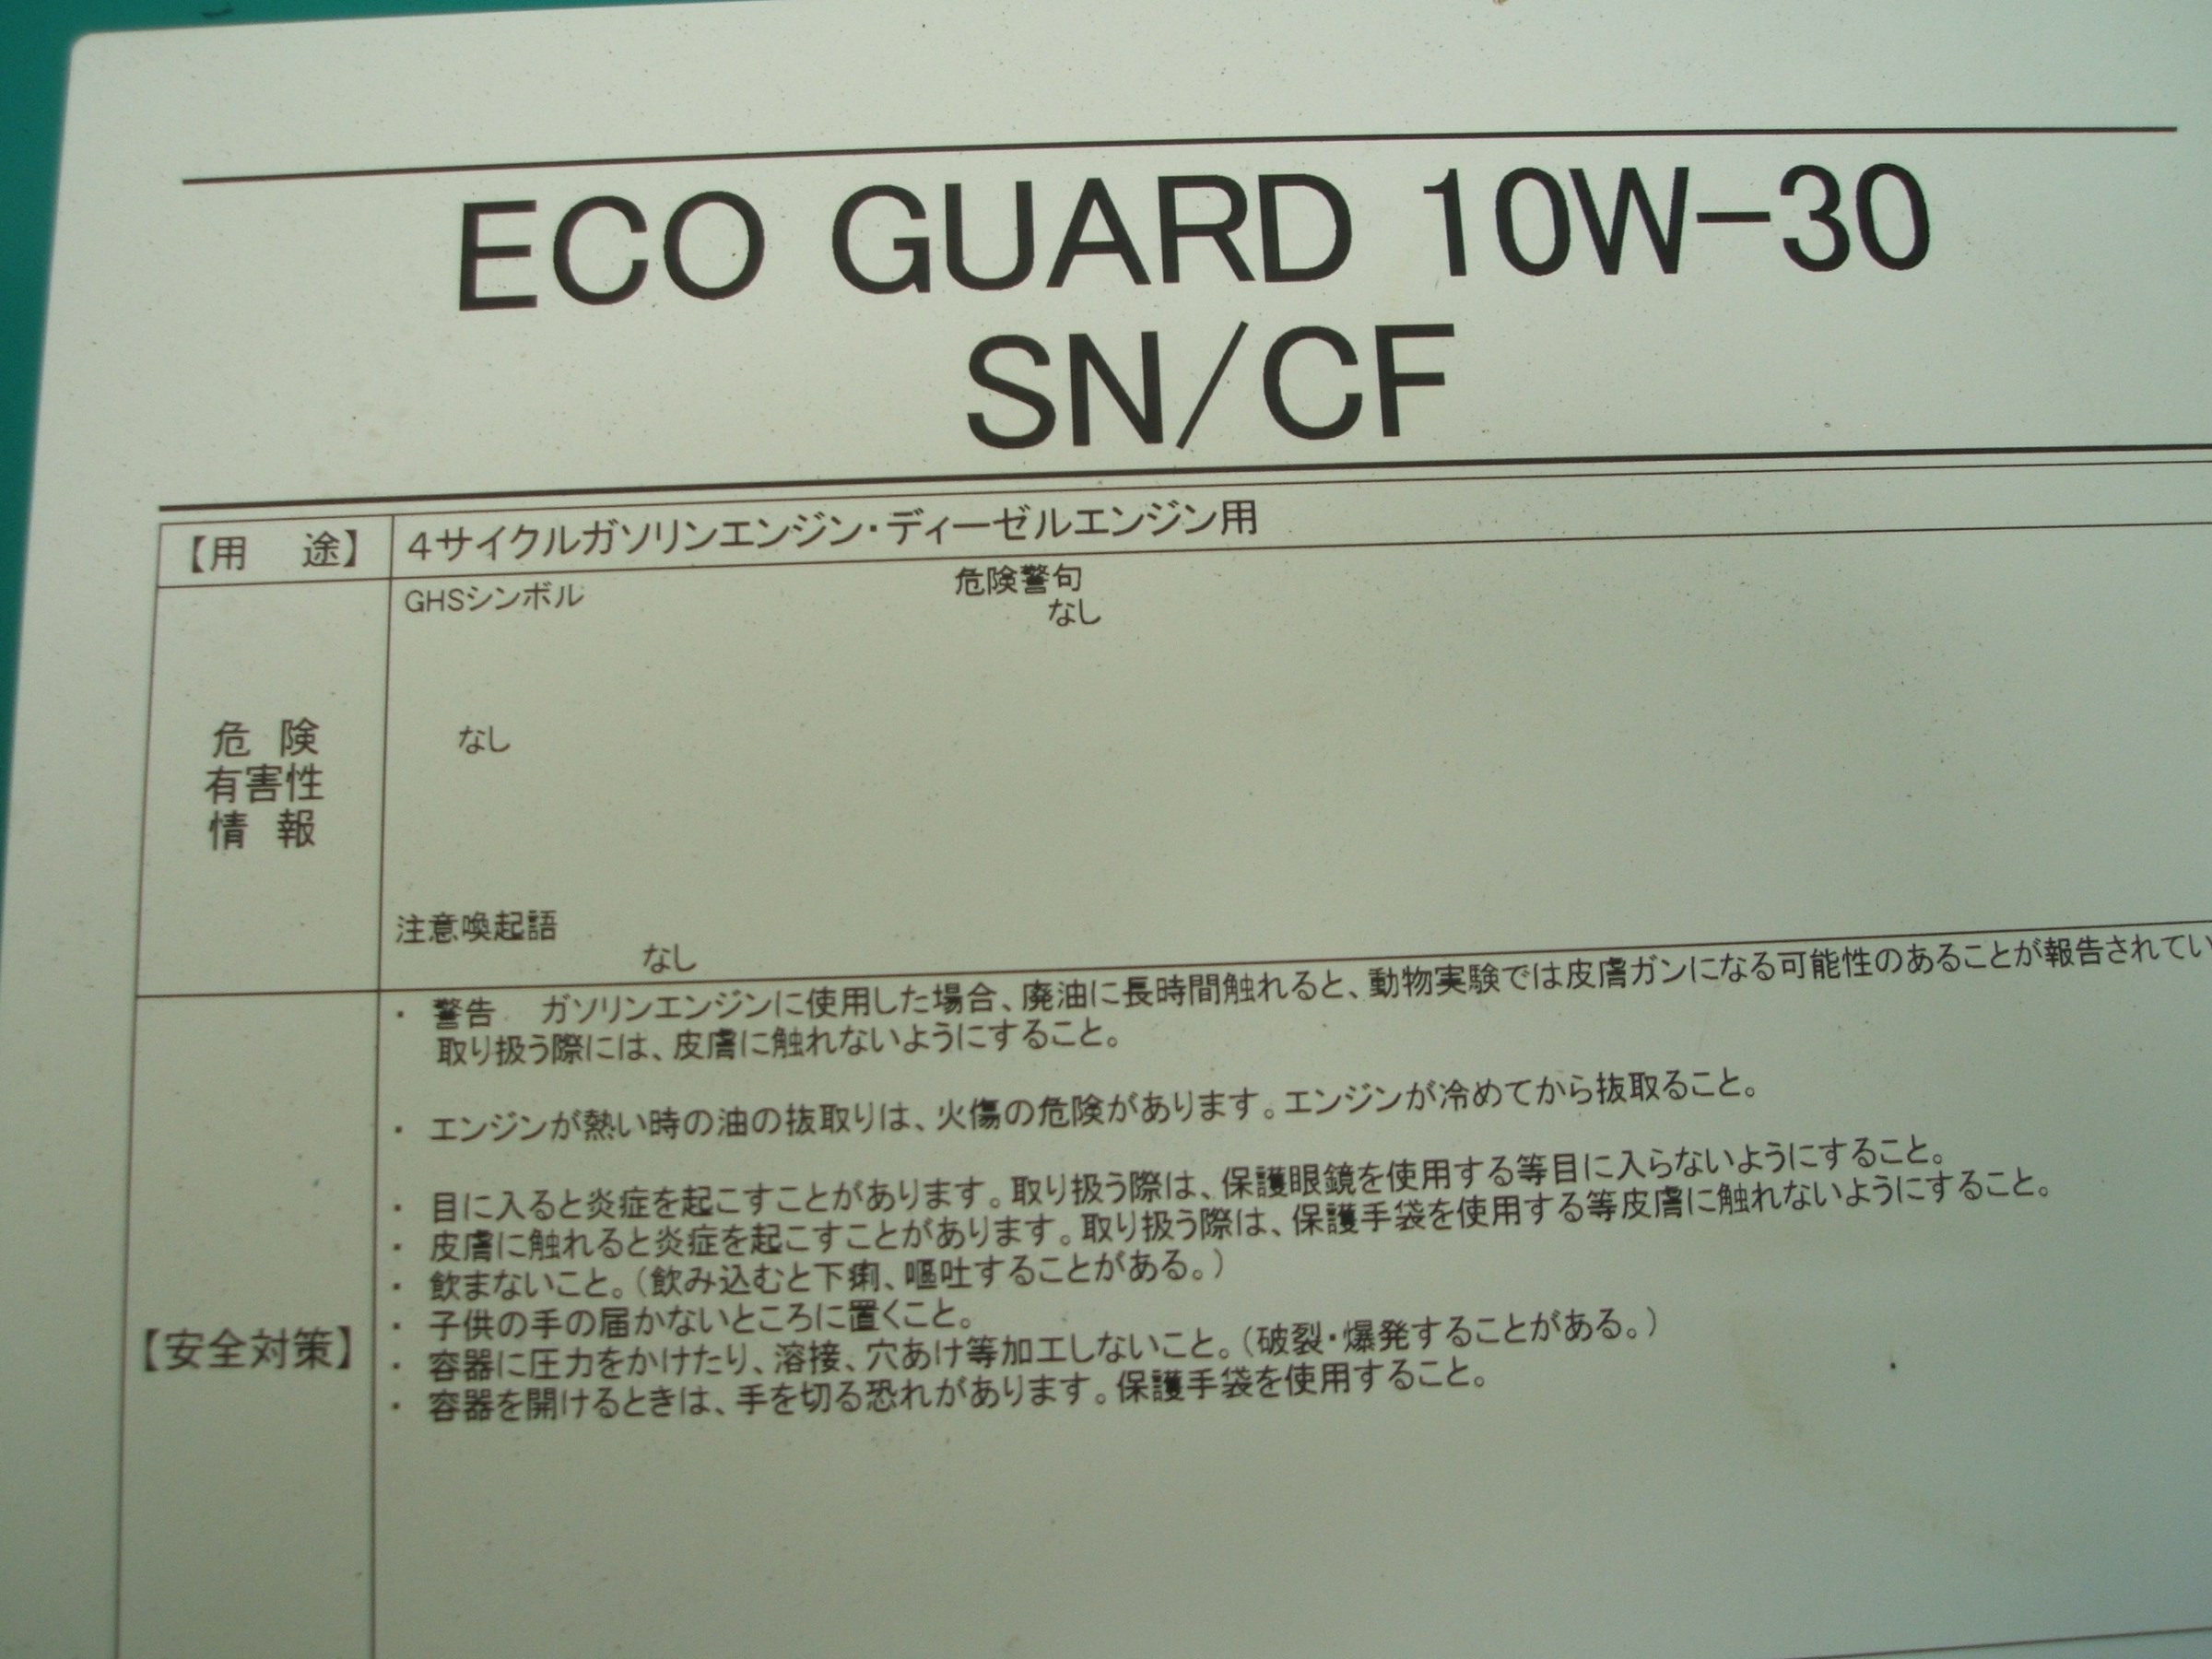 ECO GUARD 10W-30
SN/CF
【用　途】 4サイクルガソリンエンジン・ディーゼルエンジン用
GHSシンボル 危険警句
なし
危 険
有害性
情 報
なし
注意喚起語
なし
【安全対策】
・ 警告　ガソリンエンジンに使用した場合、廃油に長時間触れると、動物実験では皮膚ガンになる可能性のあることが報告されてい
取り扱う際には、皮膚に触れないようにすること。
・ エンジンが熱い時の油の抜取りは、火傷の危険があります。エンジンが冷めてから抜取ること。
・ 目に入ると炎症を起こすことがあります。取り扱う際は、保護眼鏡を使用する等目に入らないようにすること。
・ 皮膚に触れると炎症を起こすことがあります。取り扱う際は、保護手袋を使用する等皮膚に触れないようにすること。
・ 飲まないこと。（飲み込むと下痢、嘔吐することがある。）
・ 子供の手の届かないところに置くこと。
・ 容器に圧力をかけたり、溶接、穴あけ等加工しないこと。（破裂・爆発することがある。）
・ 容器を開けるときは、手を切る恐れがあります。保護手袋を使用すること。